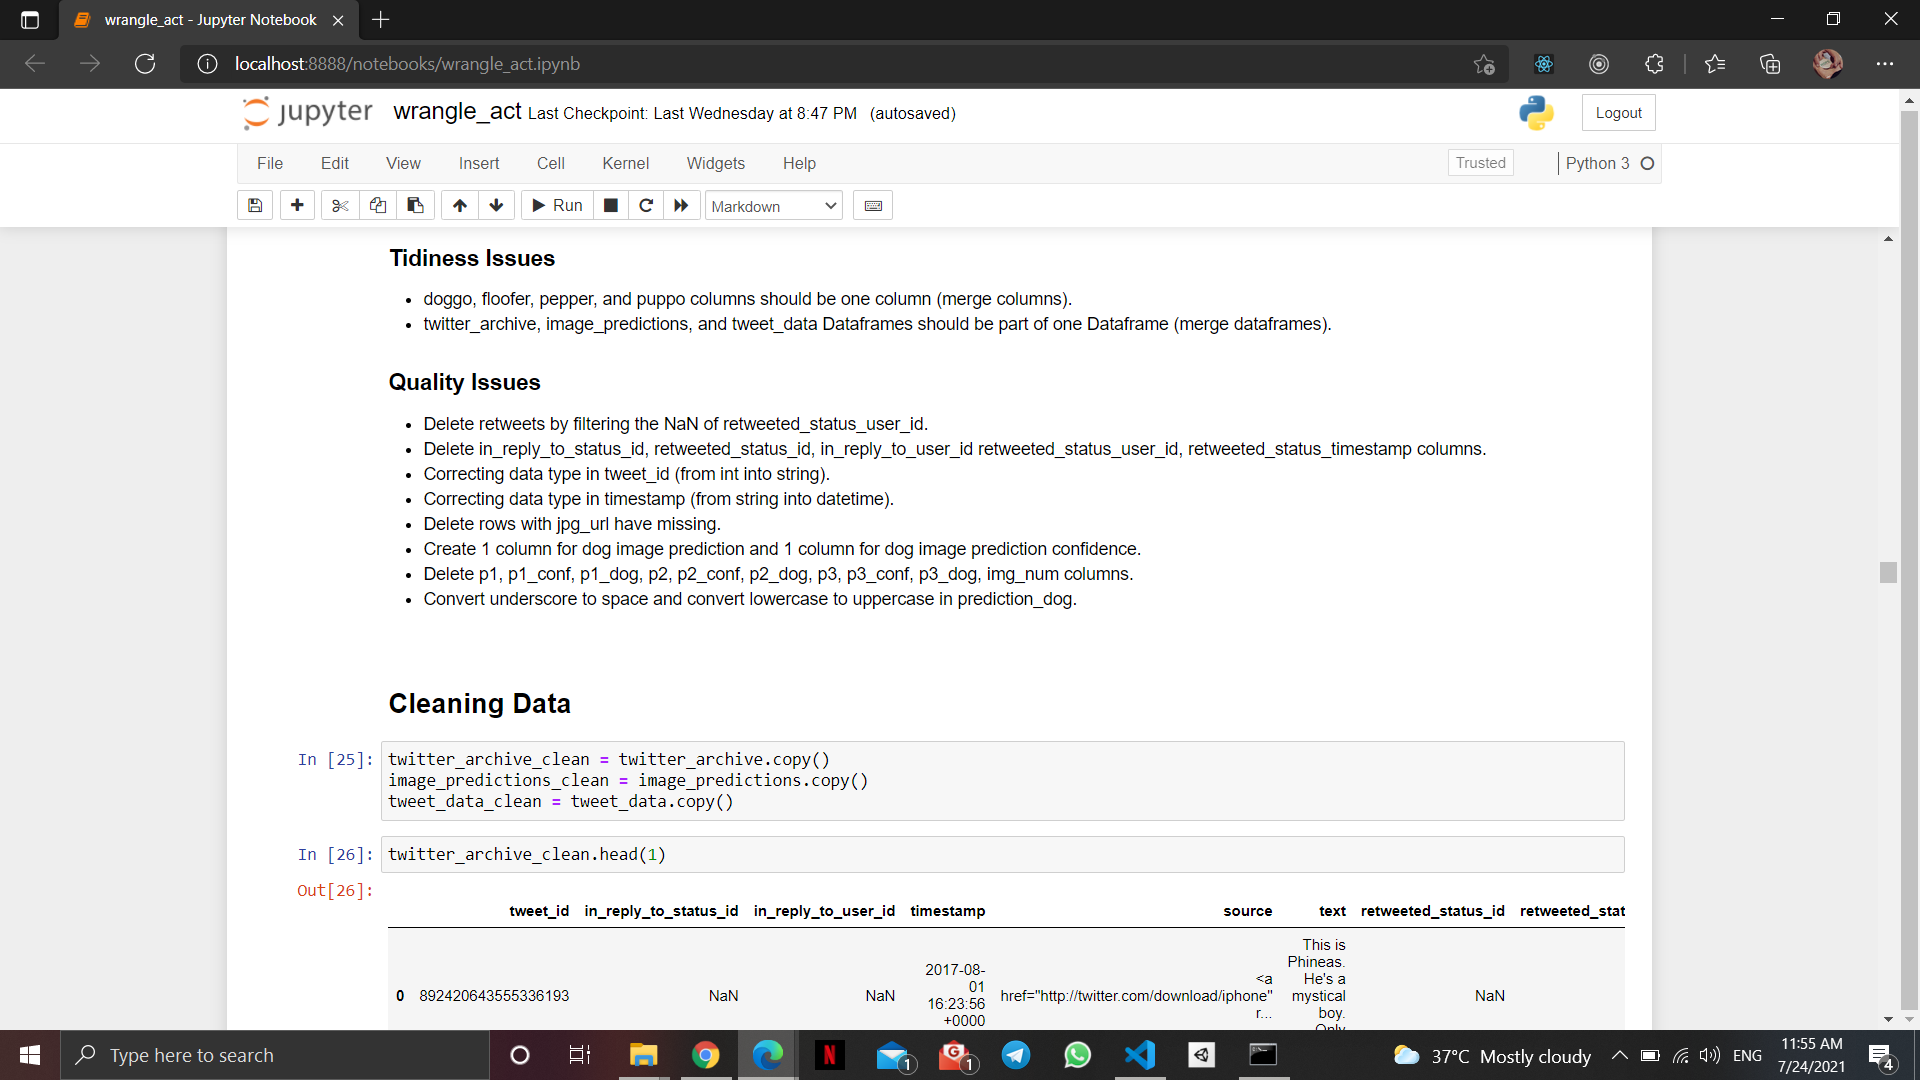 wrangle_act - Jupyter Notebook
localhost:8888/notebooks/wrangle_act.ipynb
jupyter wrangle_act Last Checkpoint: Last Wednesday at 8:47 PM (autosaved)
Logout
File Edit View Insert Cell Kernel Widgets Help
Trusted
Python 3
Run
Markdown
Tidiness Issues
• doggo, floofer, pepper, and puppo columns should be one column (merge columns).
• twitter_archive, image_predictions, and tweet_data Dataframes should be part of one Dataframe (merge dataframes).
Quality Issues
• Delete retweets by filtering the NaN of retweeted_status_user_id.
• Delete in_reply_to_status_id, retweeted_status_id, in_reply_to_user_id retweeted_status_user_id, retweeted_status_timestamp columns.
• Correcting data type in tweet_id (from int into string).
• Correcting data type in timestamp (from string into datetime).
• Delete rows with jpg_url have missing.
• Create 1 column for dog image prediction and 1 column for dog image prediction confidence.
• Delete p1, p1_conf, p1_dog, p2, p2_conf, p2_dog, p3, p3_conf, p3_dog, img_num columns.
• Convert underscore to space and convert lowercase to uppercase in prediction_dog.
Cleaning Data
In [25]: twitter_archive_clean = twitter_archive.copy()
image_predictions_clean = image_predictions.copy()
tweet_data_clean = tweet_data.copy()
In [26]: twitter_archive_clean.head(1)
Out[26]:
tweet_id in_reply_to_status_id in_reply_to_user_id timestamp source text retweeted_status_id retweeted_stat
0 892420643555336193 NaN NaN
2017-08-
01
16:23:56
+0000
<a
href="http://twitter.com/download/iphone"
r...
This is
Phineas.
He's a
mystical
boy.
Only
NaN
Type here to search
N
1
G
1
37°C Mostly cloudy
ENG
11:55 AM
7/24/2021
4